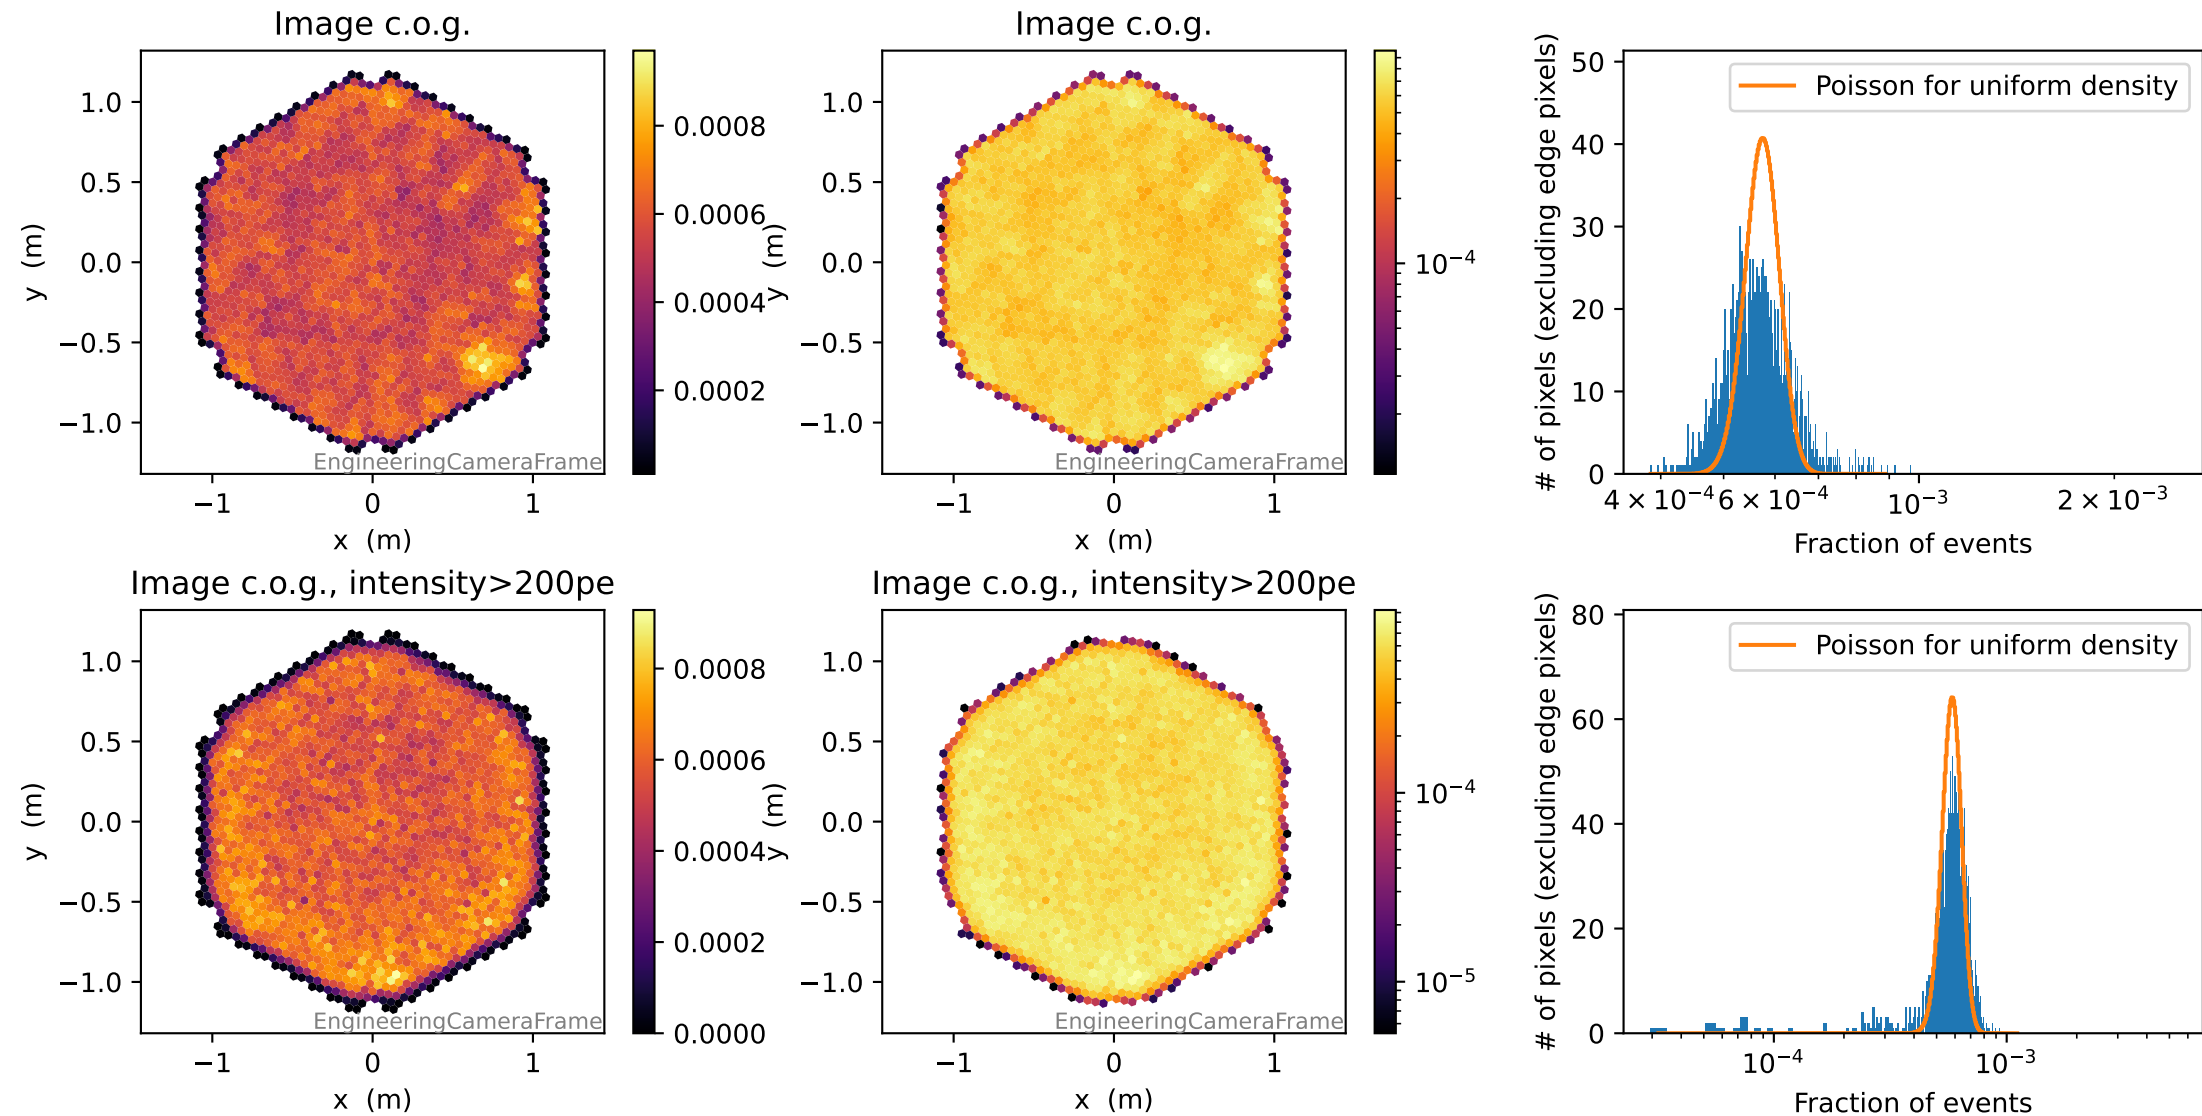 Image c.o.g.
y (m)
1.0
0.5
0.0
−0.5
−1.0
−1
0
1
x (m)
EngineeringCameraFrame
0.0008
0.0006
0.0004
0.0002
Image c.o.g.
y (m)
1.0
0.5
0.0
−0.5
−1.0
−1
0
1
x (m)
EngineeringCameraFrame
10⁻⁴
# of pixels (excluding edge pixels)
50
40
30
20
10
0
Poisson for uniform density
4 × 10⁻⁴
6 × 10⁻⁴
10⁻³
2 × 10⁻³
Fraction of events
Image c.o.g., intensity>200pe
y (m)
1.0
0.5
0.0
−0.5
−1.0
−1
0
1
x (m)
EngineeringCameraFrame
0.0008
0.0006
0.0004
0.0002
0.0000
Image c.o.g., intensity>200pe
y (m)
1.0
0.5
0.0
−0.5
−1.0
−1
0
1
x (m)
EngineeringCameraFrame
10⁻⁴
10⁻⁵
# of pixels (excluding edge pixels)
80
60
40
20
0
Poisson for uniform density
10⁻⁴
10⁻³
Fraction of events